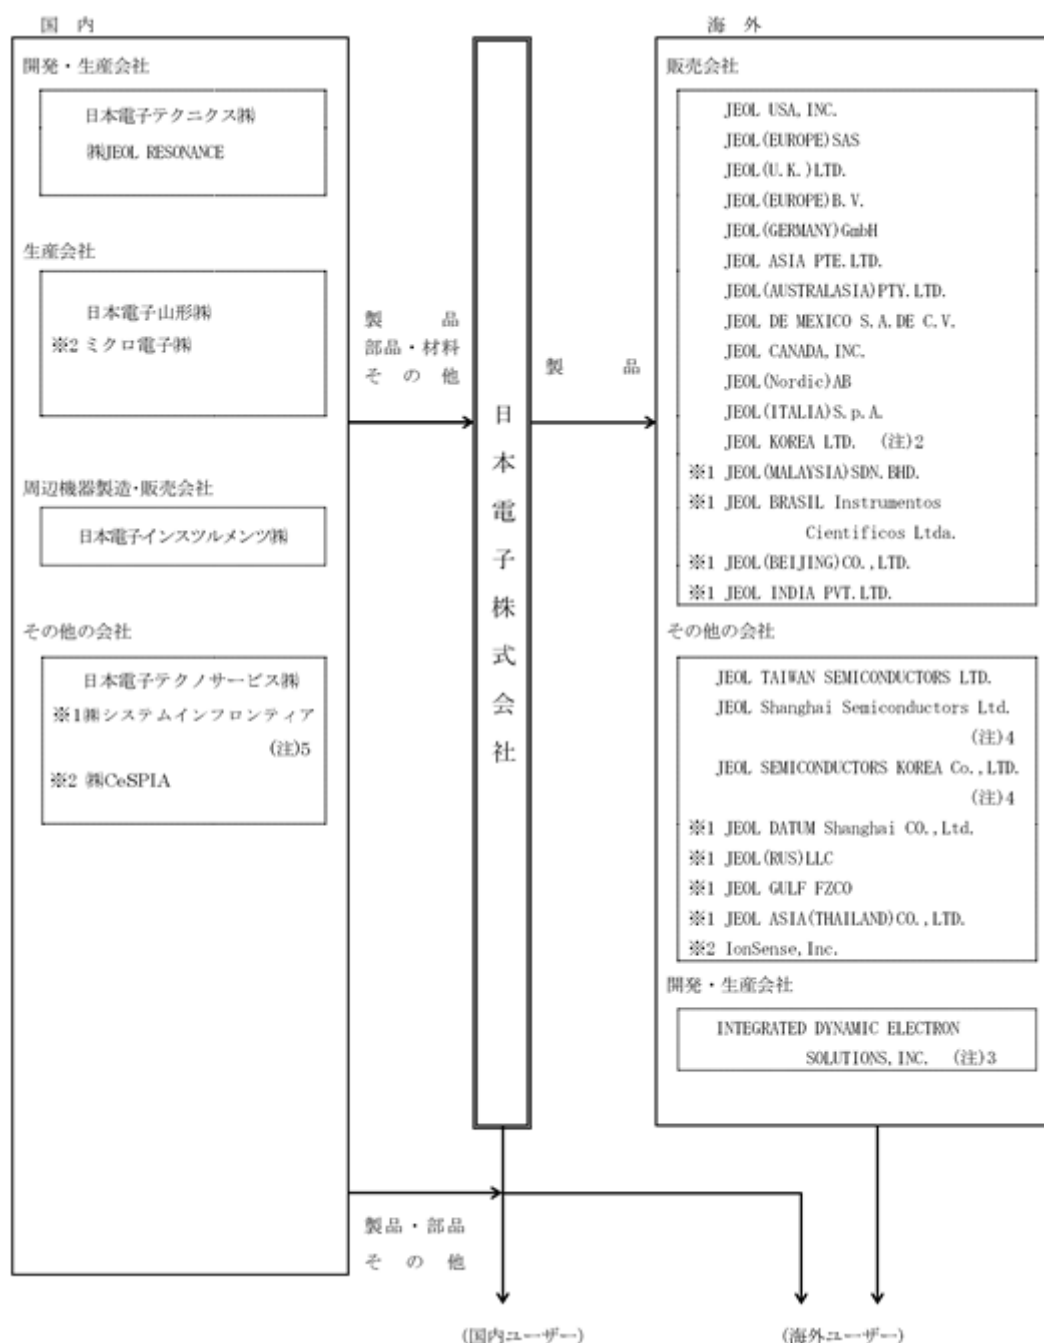 国 内
開発・生産会社
日本電子テクニクス㈱
㈱JEOL RESONANCE
生産会社
日本電子山形㈱
※2 ミクロ電子㈱
周辺機器製造・販売会社
日本電子インスツルメンツ㈱
その他の会社
日本電子テクノサービス㈱
※1㈱システムインフロンティア
(注)5
※2 ㈱CeSPIA
製 品
部品・材料
そ の 他
日本電子株式会社
製 品
海 外
販売会社
JEOL USA,INC.
JEOL(EUROPE)SAS
JEOL(U.K.)LTD.
JEOL(EUROPE)B.V.
JEOL(GERMANY)GmbH
JEOL ASIA PTE.LTD.
JEOL(AUSTRALASIA)PTY.LTD.
JEOL DE MEXICO S.A.DE C.V.
JEOL CANADA,INC.
JEOL(Nordic)AB
JEOL(ITALIA)S.p.A.
JEOL KOREA LTD. (注)2
※1 JEOL(MALAYSIA)SDN.BHD.
※1 JEOL BRASIL Instrumentos
Cientificos Ltda.
※1 JEOL(BEIJING)CO.,LTD.
※1 JEOL INDIA PVT.LTD.
その他の会社
JEOL TAIWAN SEMICONDUCTORS LTD.
JEOL Shanghai Semiconductors Ltd.
(注)4
JEOL SEMICONDUCTORS KOREA Co.,LTD.
(注)4
※1 JEOL DATUM Shanghai CO.,Ltd.
※1 JEOL(RUS)LLC
※1 JEOL GULF FZCO
※1 JEOL ASIA(THAILAND)CO.,LTD.
※2 IonSense,Inc.
開発・生産会社
INTEGRATED DYNAMIC ELECTRON
SOLUTIONS,INC. (注)3
製品・部品
そ の 他
(国内ユーザー)
(海外ユーザー)